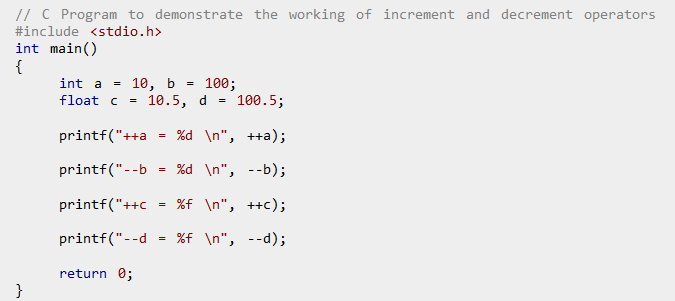 // C Program to demonstrate the working of increment and decrement operators
#include <stdio.h>
int main()
{
int a = 10, b = 100;
float c = 10.5, d = 100.5;
printf("++a = %d \n", ++a);
printf("--b = %d \n", --b);
printf("++c = %f \n", ++c);
printf("--d = %f \n", --d);
return 0;
}